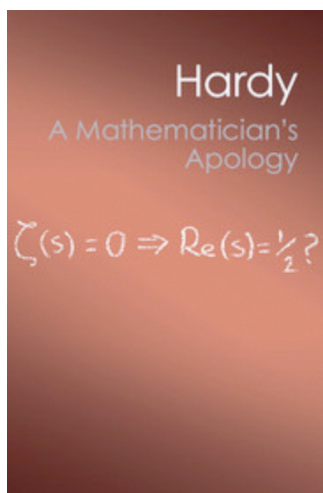 Hardy
A Mathematician's
Apology
ζ(s) = 0 ⇒ Re(s) = 1/2 ?